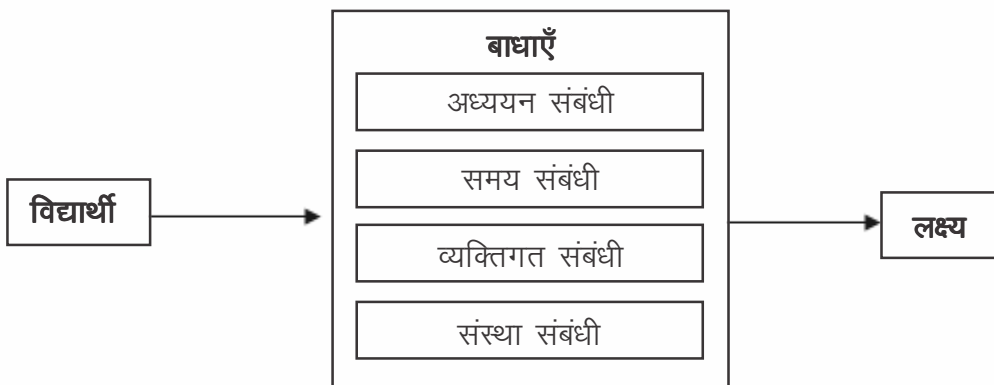 बाधाएँ
अध्ययन संबंधी
समय संबंधी
विद्यार्थी
व्यक्तिगत संबंधी
लक्ष्य
संस्था संबंधी